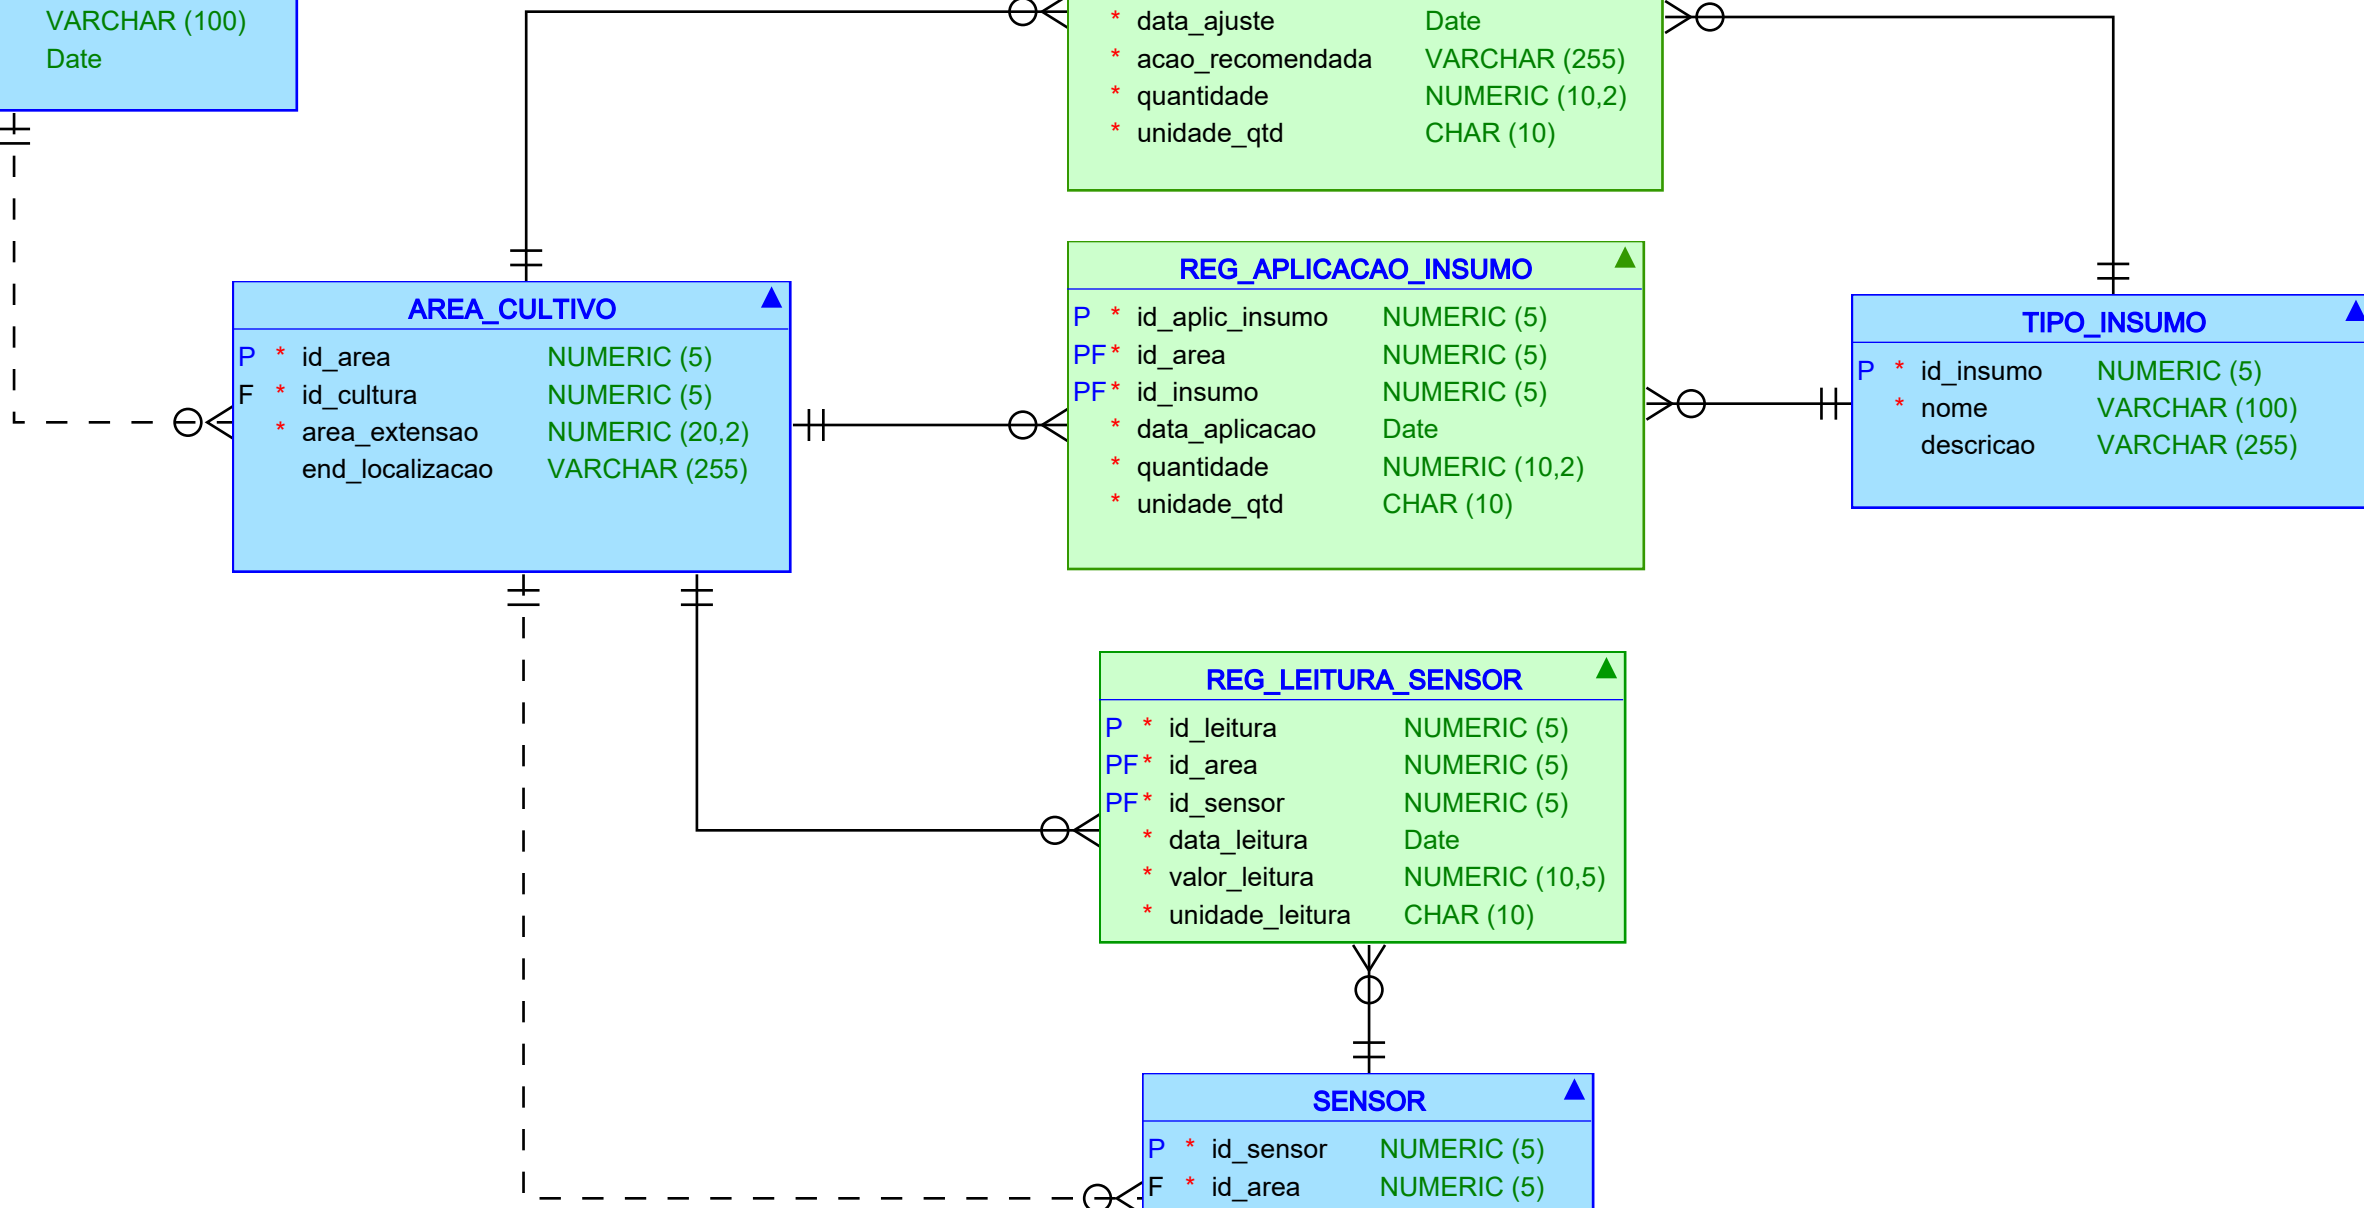 VARCHAR (100)
Date
* data_ajuste Date
* acao_recomendada VARCHAR (255)
* quantidade NUMERIC (10,2)
* unidade_qtd CHAR (10)
AREA_CULTIVO
P * id_area NUMERIC (5)
F * id_cultura NUMERIC (5)
* area_extensao NUMERIC (20,2)
end_localizacao VARCHAR (255)
REG_APLICACAO_INSUMO
P * id_aplic_insumo NUMERIC (5)
PF * id_area NUMERIC (5)
PF * id_insumo NUMERIC (5)
* data_aplicacao Date
* quantidade NUMERIC (10,2)
* unidade_qtd CHAR (10)
TIPO_INSUMO
P * id_insumo NUMERIC (5)
* nome VARCHAR (100)
descricao VARCHAR (255)
REG_LEITURA_SENSOR
P * id_leitura NUMERIC (5)
PF * id_area NUMERIC (5)
PF * id_sensor NUMERIC (5)
* data_leitura Date
* valor_leitura NUMERIC (10,5)
* unidade_leitura CHAR (10)
SENSOR
P * id_sensor NUMERIC (5)
F * id_area NUMERIC (5)